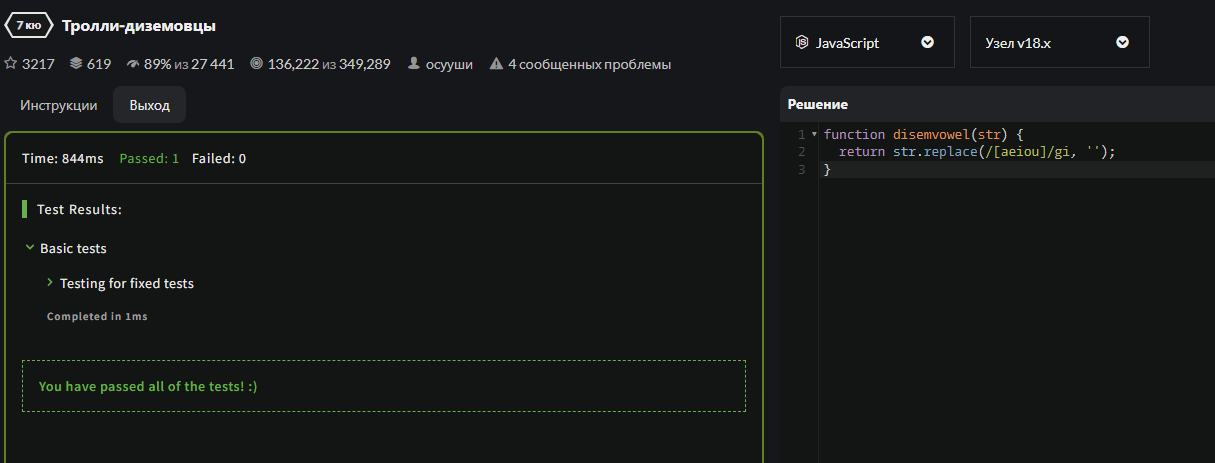 7 кю Тролли-диземовцы
3217 619 89% из 27 441 136,222 из 349,289 осууши 4 сообщенных проблемы
Инструкции Выход
Time: 844ms Passed: 1 Failed: 0
Test Results:
Basic tests
Testing for fixed tests
Completed in 1ms
You have passed all of the tests! :)
JavaScript Узел v18.x
Решение
1 function disemvowel(str) {
2 return str.replace(/[aeiou]/gi, '');
3 }